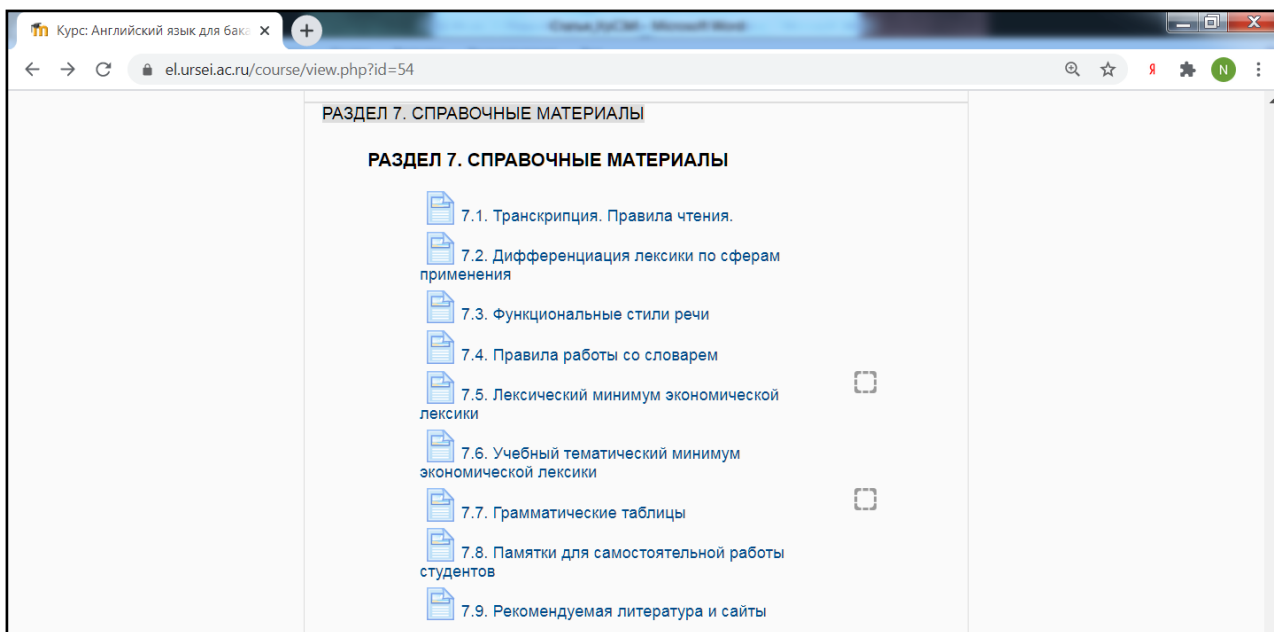 Курс: Английский язык для бака
el.ursei.ac.ru/course/view.php?id=54
Я
N
РАЗДЕЛ 7. СПРАВОЧНЫЕ МАТЕРИАЛЫ
РАЗДЕЛ 7. СПРАВОЧНЫЕ МАТЕРИАЛЫ
7.1. Транскрипция. Правила чтения.
7.2. Дифференциация лексики по сферам
применения
7.3. Функциональные стили речи
7.4. Правила работы со словарем
7.5. Лексический минимум экономической
лексики
7.6. Учебный тематический минимум
экономической лексики
7.7. Грамматические таблицы
7.8. Памятки для самостоятельной работы
студентов
7.9. Рекомендуемая литература и сайты